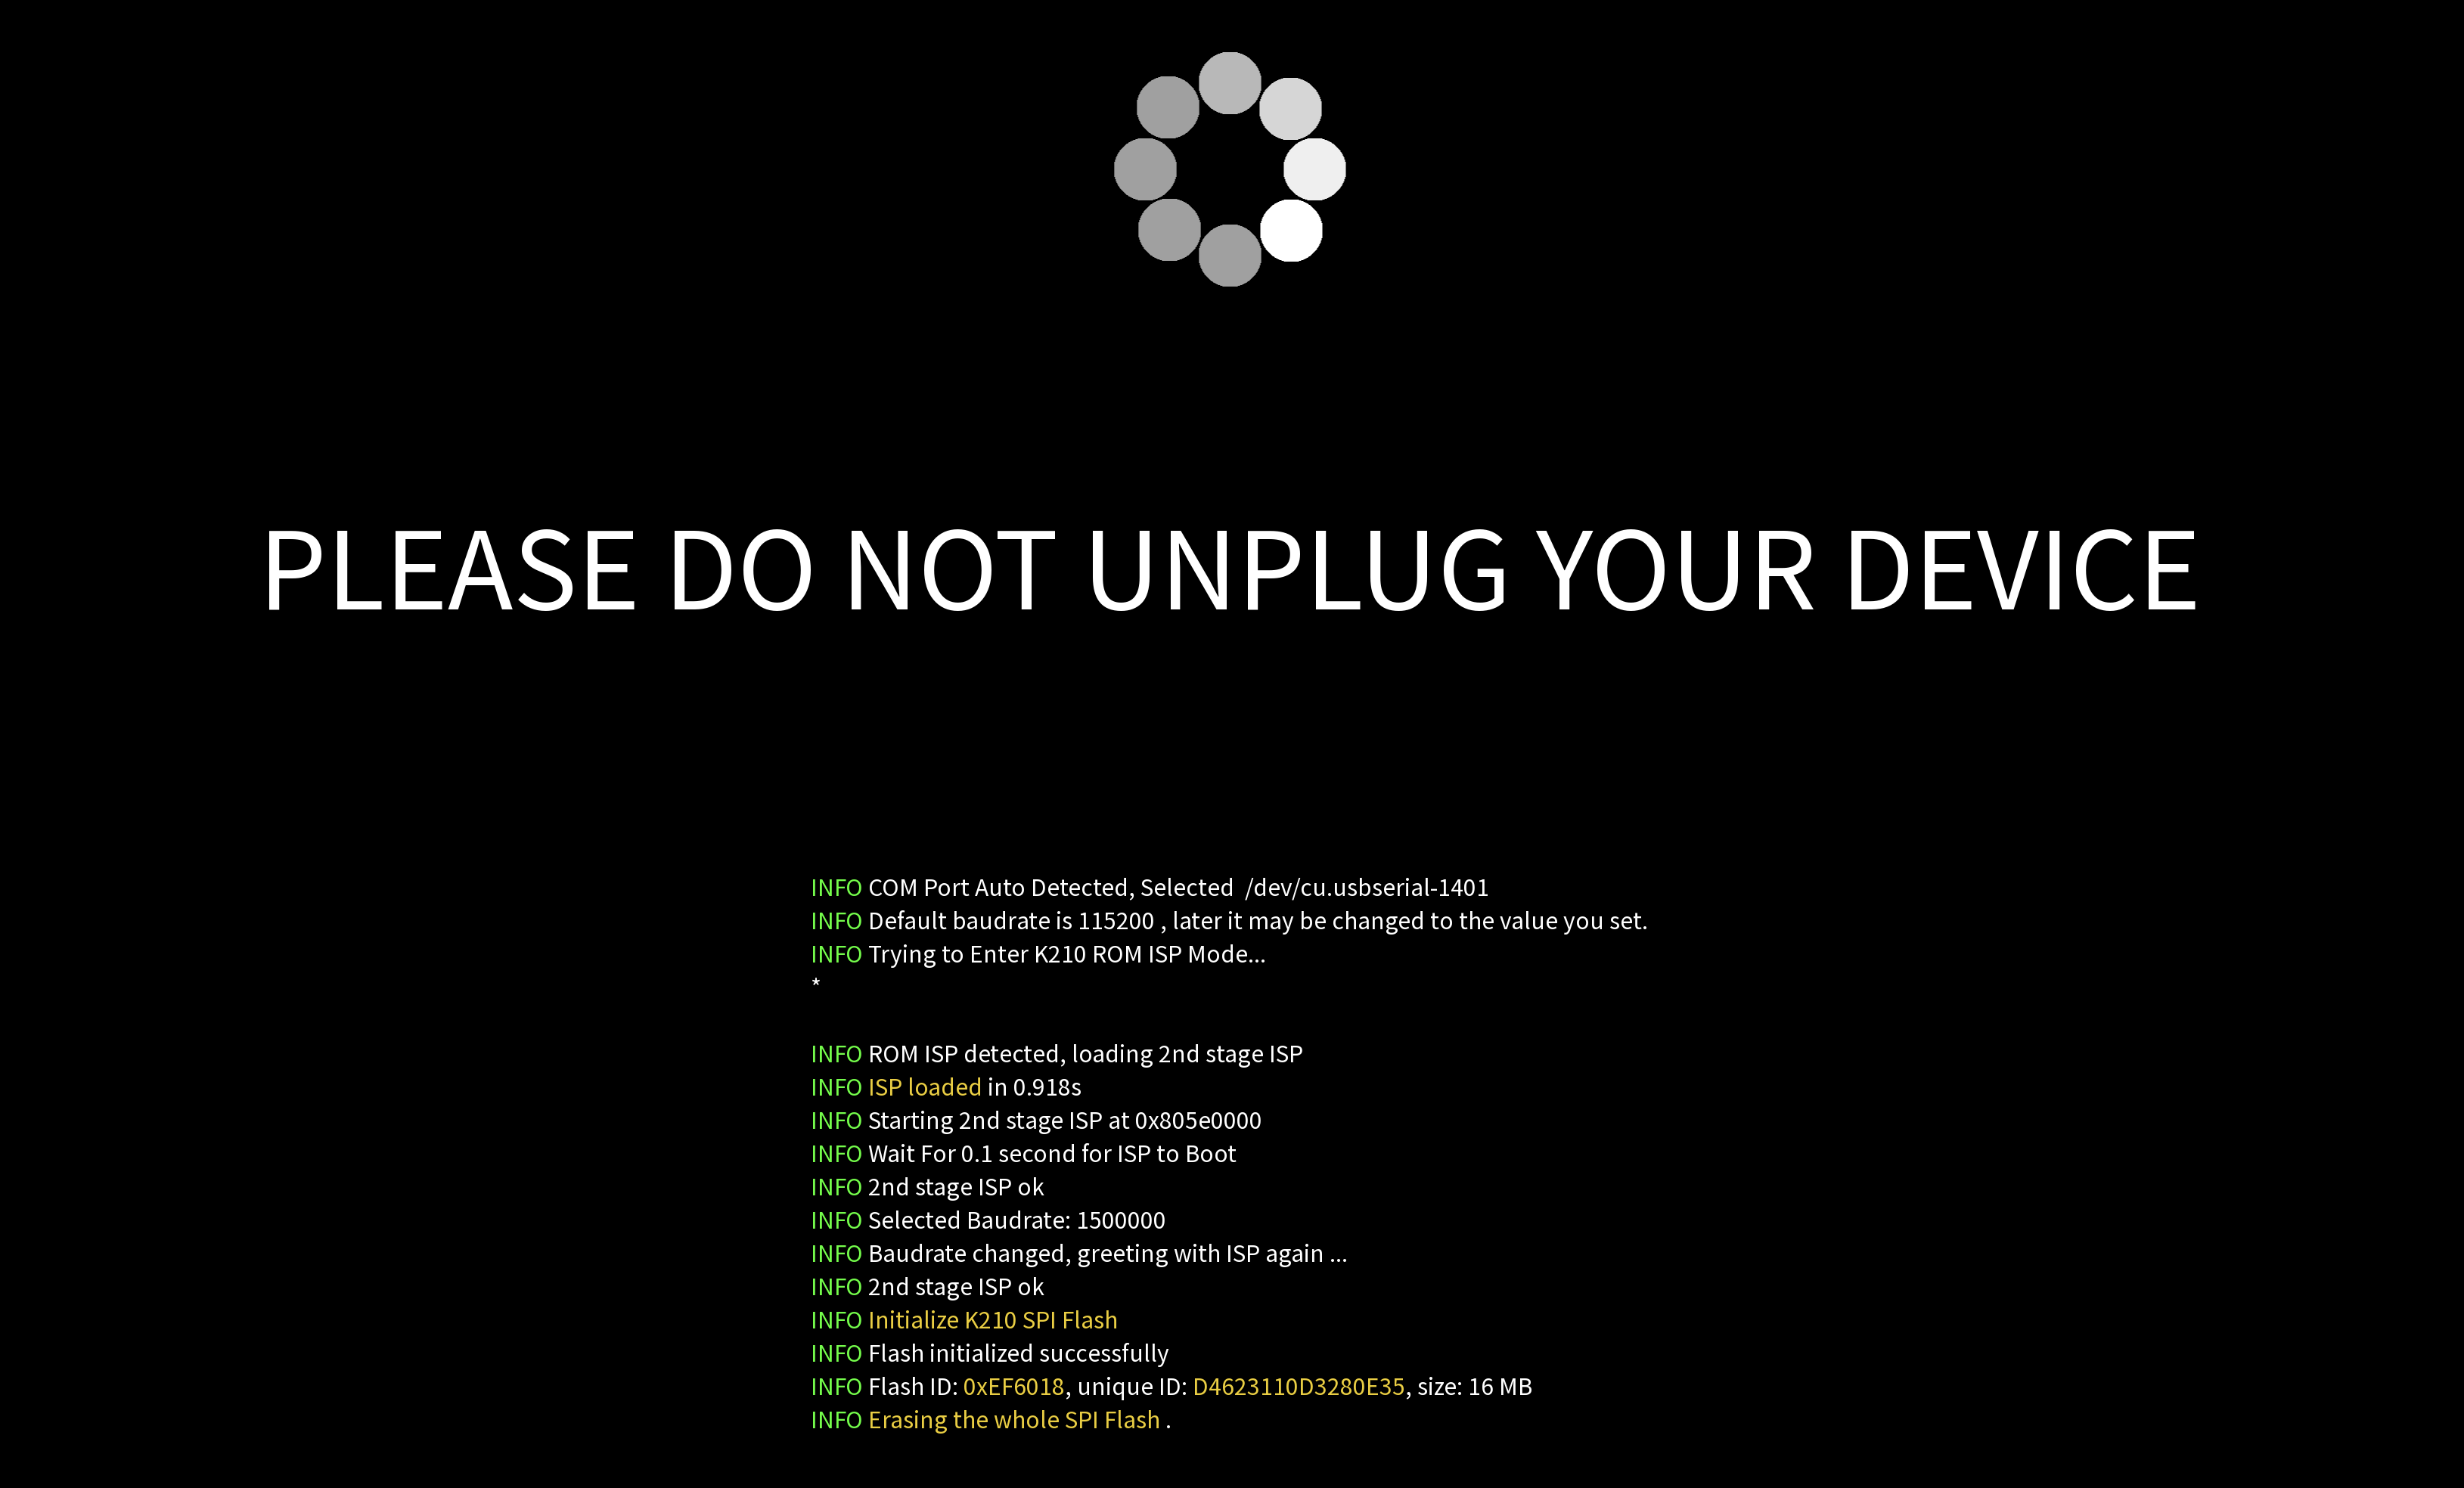 PLEASE DO NOT UNPLUG YOUR DEVICE
INFO COM Port Auto Detected, Selected  /dev/cu.usbserial-1401
INFO Default baudrate is 115200 , later it may be changed to the value you set.
INFO Trying to Enter K210 ROM ISP Mode...
*
INFO ROM ISP detected, loading 2nd stage ISP
INFO ISP loaded in 0.918s
INFO Starting 2nd stage ISP at 0x805e0000
INFO Wait For 0.1 second for ISP to Boot
INFO 2nd stage ISP ok
INFO Selected Baudrate: 1500000
INFO Baudrate changed, greeting with ISP again ...
INFO 2nd stage ISP ok
INFO Initialize K210 SPI Flash
INFO Flash initialized successfully
INFO Flash ID: 0xEF6018, unique ID: D4623110D3280E35, size: 16 MB
INFO Erasing the whole SPI Flash .